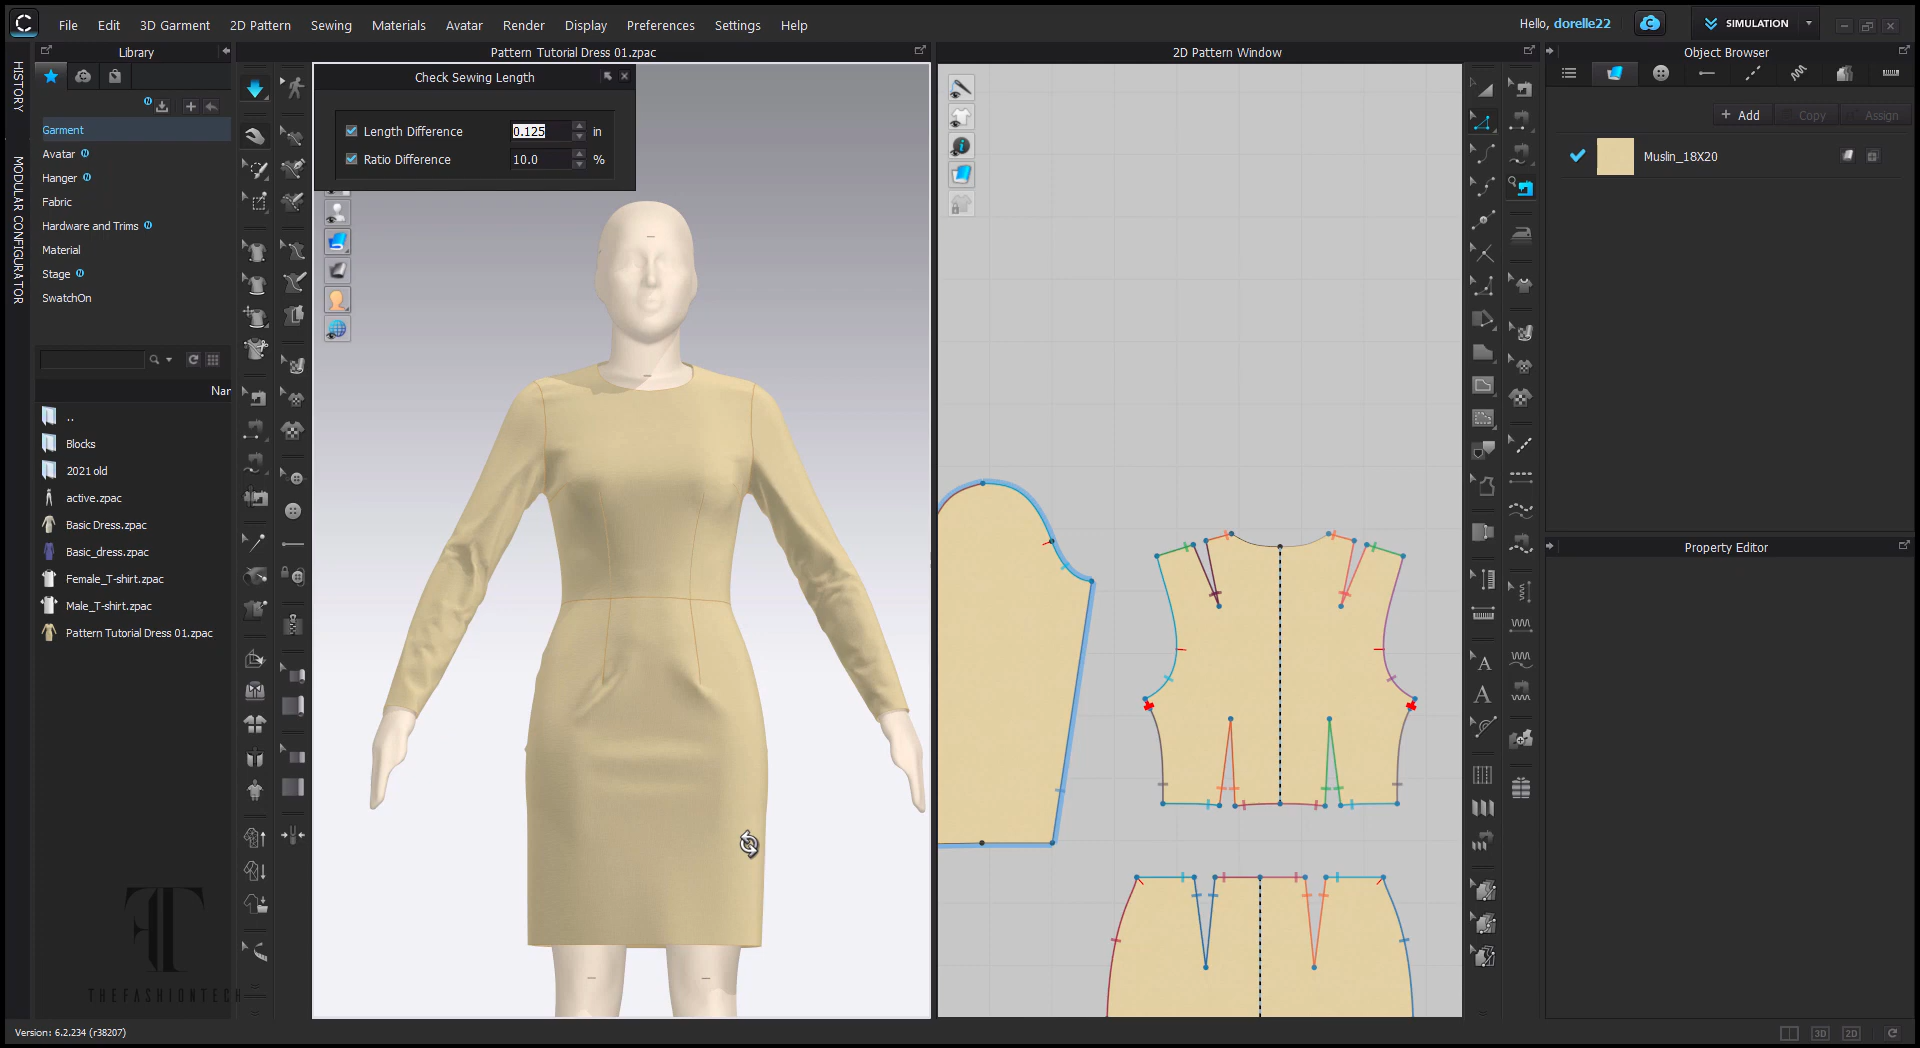 File Edit 3D Garment 2D Pattern Sewing Materials Avatar Render Display Preferences Settings Help
Hello, dorelle22
SIMULATION
Library
Pattern Tutorial Dress 01.zpac
2D Pattern Window
Object Browser
HISTORY
MODULAR CONFIGURATOR
Check Sewing Length
Length Difference 0.125 in
Ratio Difference 10.0 %
Garment
Avatar
Hanger
Fabric
Hardware and Trims
Material
Stage
SwatchOn
Nar
..
Blocks
2021 old
active.zpac
Basic Dress.zpac
Basic_dress.zpac
Female_T-shirt.zpac
Male_T-shirt.zpac
Pattern Tutorial Dress 01.zpac
+ Add Copy Assign
Muslin_18X20
Property Editor
THEFASHIONTECH
Version: 6.2.234 (r38207)
3D 2D